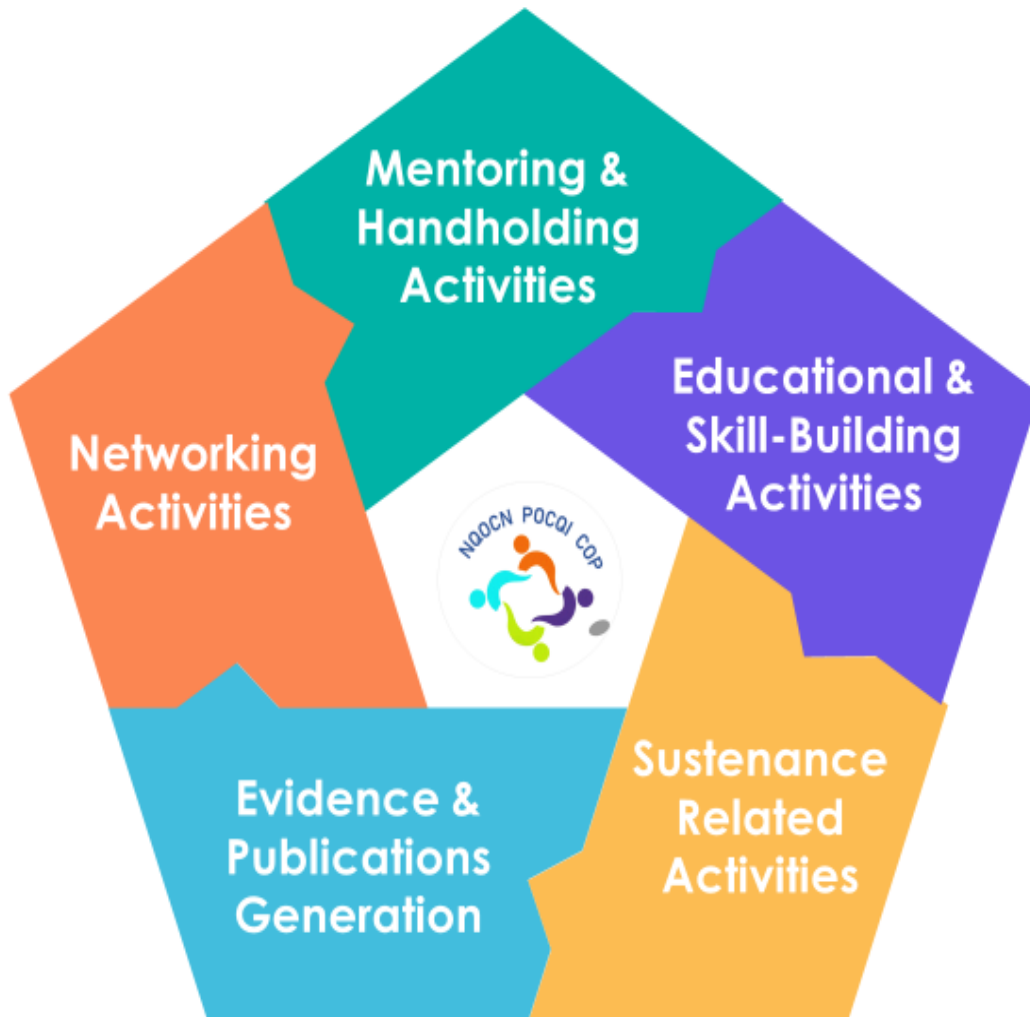 Mentoring &
Handholding
Activities
Educational &
Skill-Building
Activities
Networking
Activities
NQOCN POCQI COP
Sustenance
Related
Activities
Evidence &
Publications
Generation